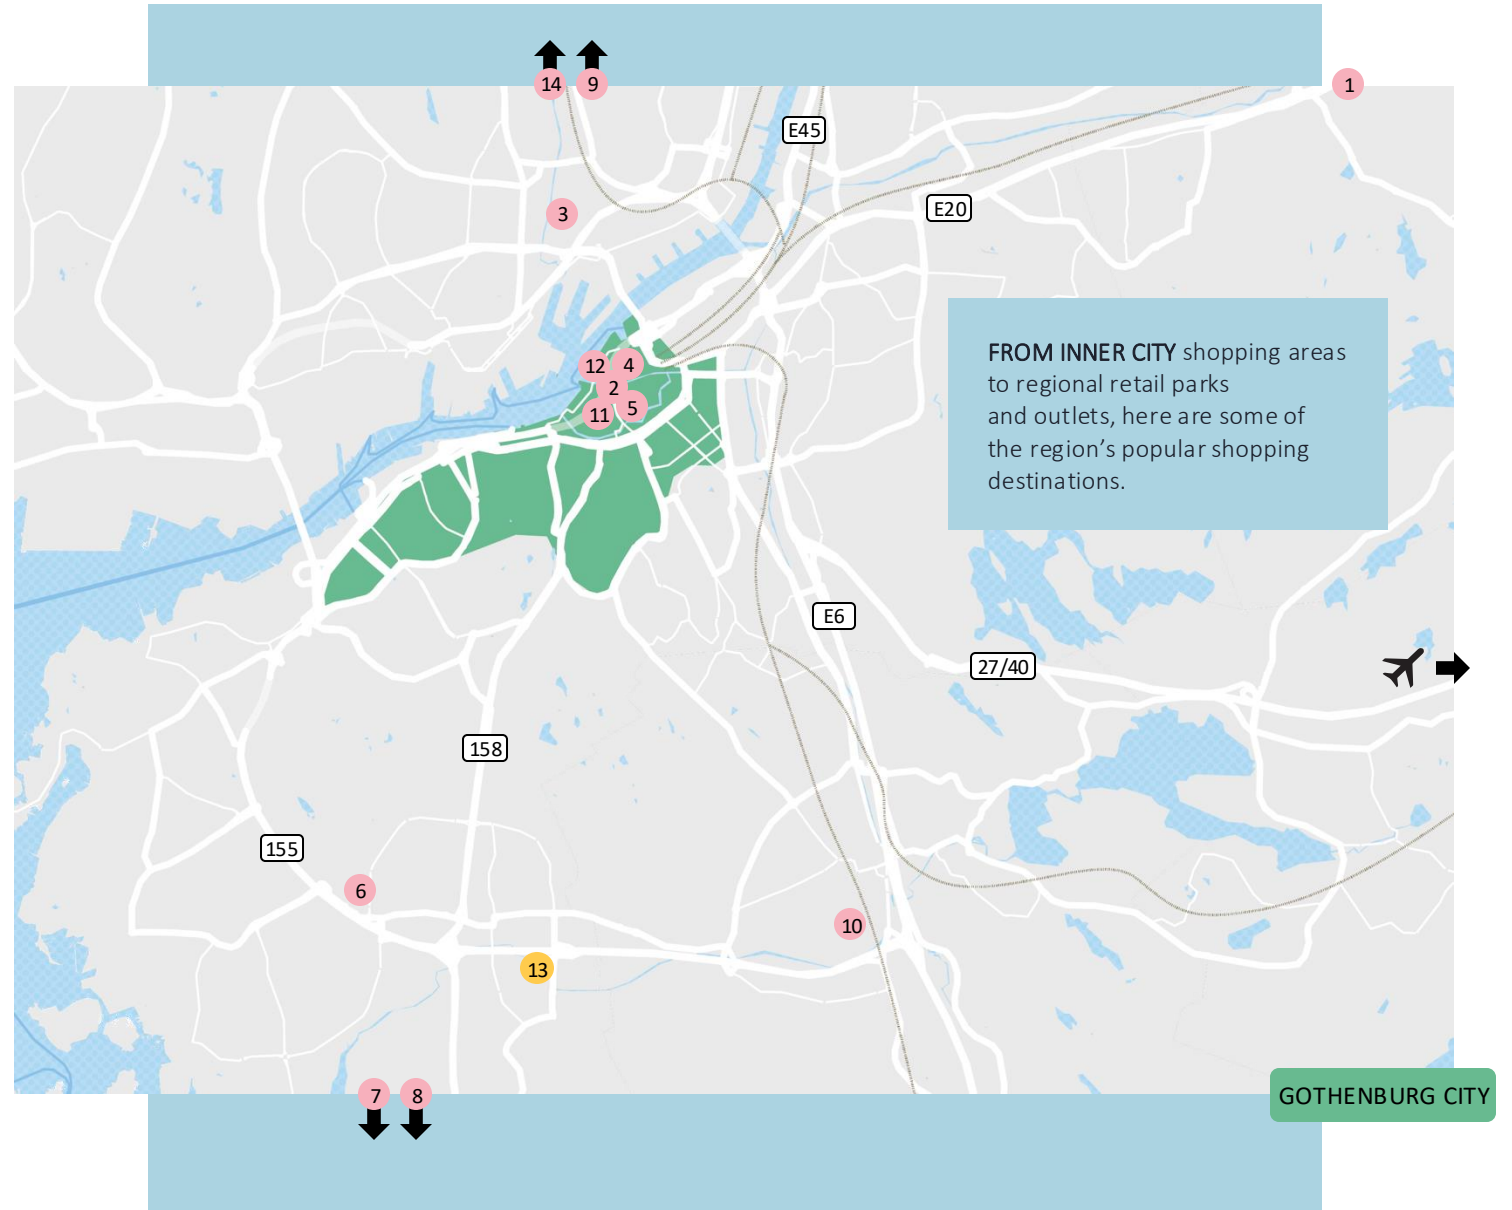 14 9
1
E45
3
E20
FROM INNER CITY shopping areas
to regional retail parks
and outlets, here are some of
the region's popular shopping
destinations.
12 4
2
11 5
E6
27/40
158
155
6
10
13
7 8
GOTHENBURG CITY